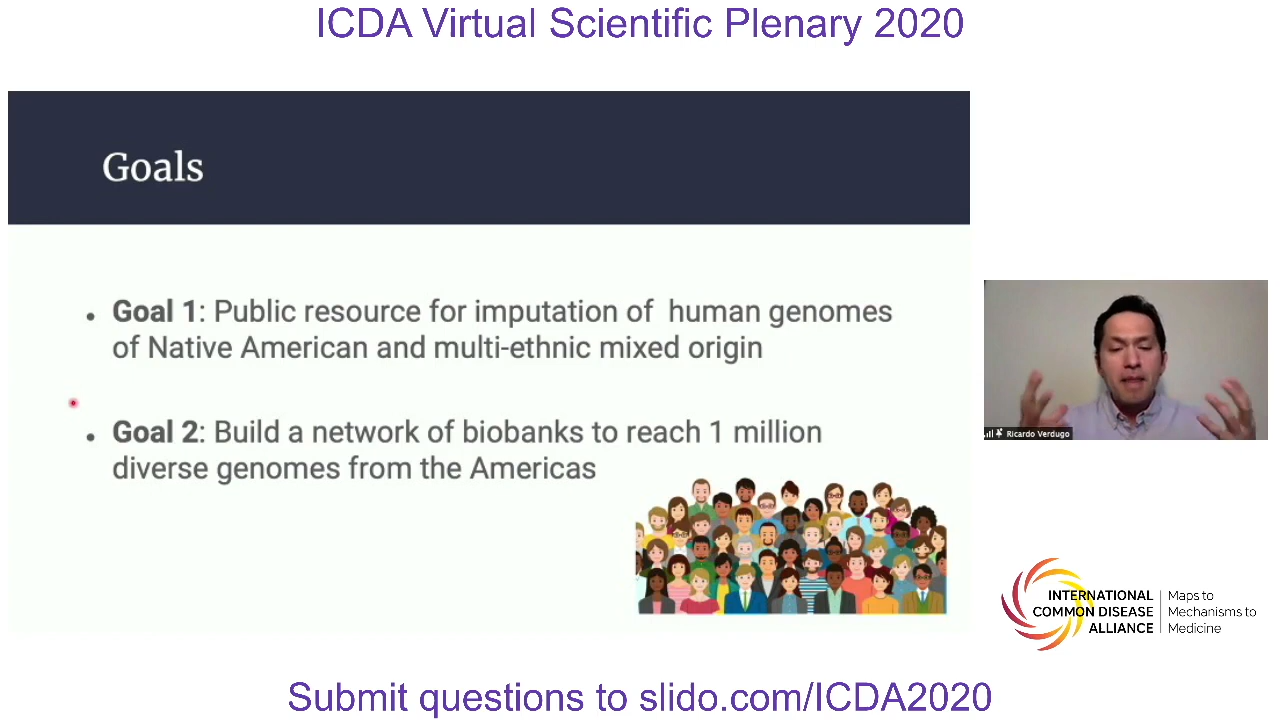 ICDA Virtual Scientific Plenary 2020
Goals
• Goal 1: Public resource for imputation of human genomes
of Native American and multi-ethnic mixed origin
• Goal 2: Build a network of biobanks to reach 1 million
diverse genomes from the Americas
Ricardo Verdugo
INTERNATIONAL
COMMON DISEASE
ALLIANCE
Maps to
Mechanisms to
Medicine
Submit questions to slido.com/ICDA2020